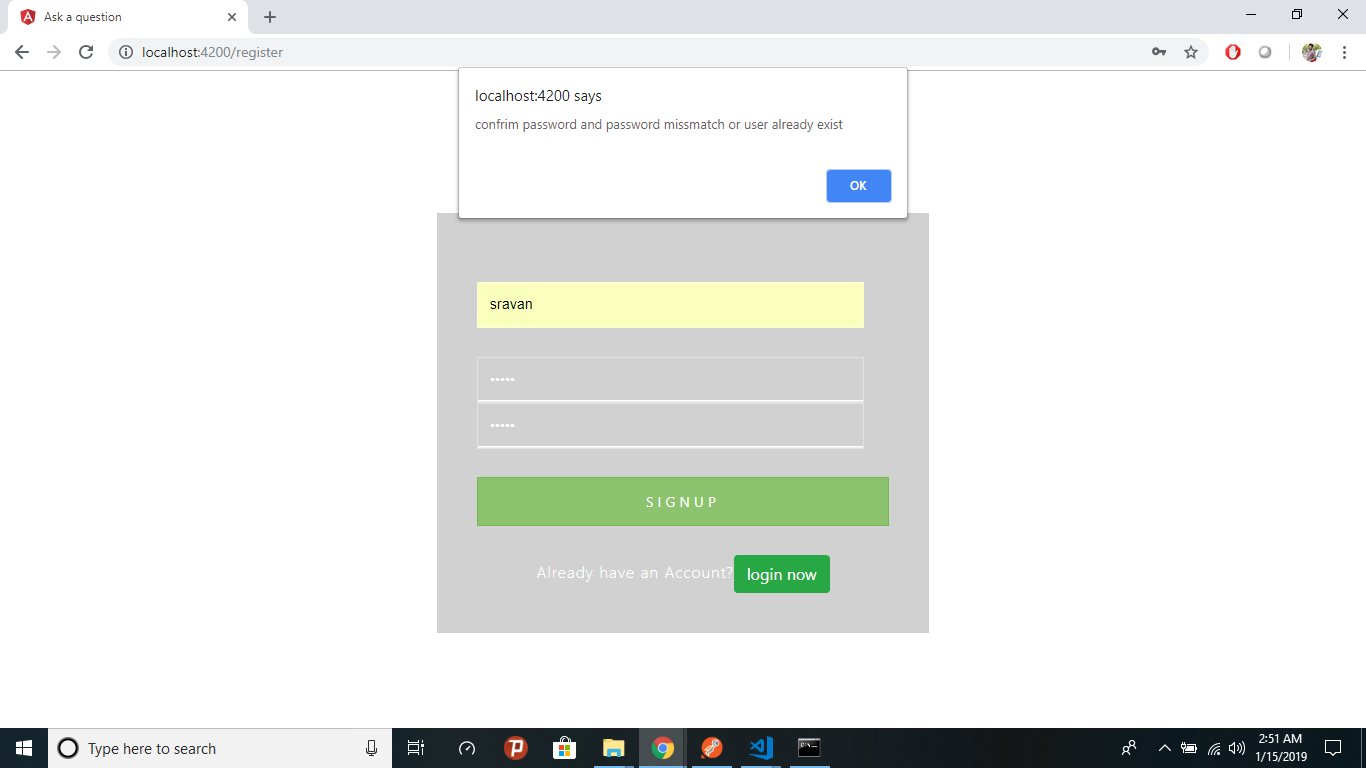 Ask a question
localhost:4200/register
localhost:4200 says
confrim password and password missmatch or user already exist
OK
sravan
•••••
•••••
SIGNUP
Already have an Account? login now
Type here to search
2:51 AM
1/15/2019